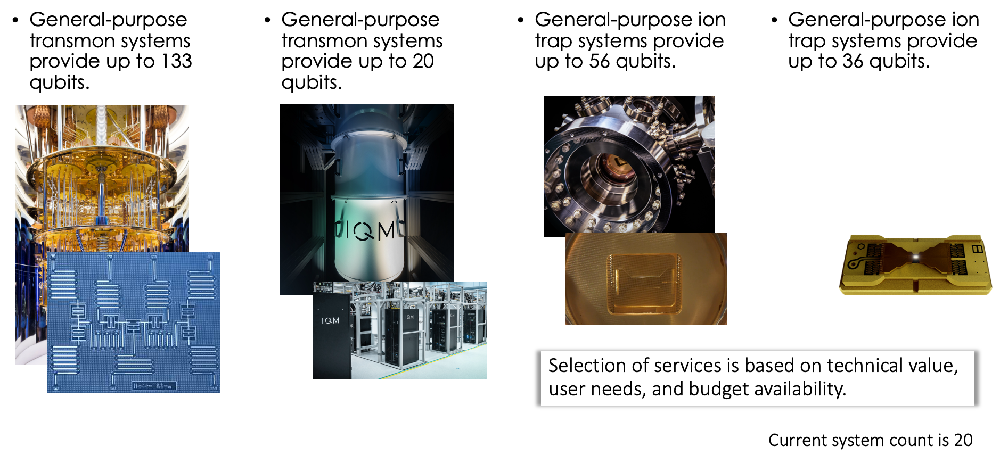 • General-purpose
transmon systems
provide up to 133
qubits.
• General-purpose
transmon systems
provide up to 20
qubits.
• General-purpose ion
trap systems provide
up to 56 qubits.
• General-purpose ion
trap systems provide
up to 36 qubits.
IQM
IQM
IQM
Selection of services is based on technical value,
user needs, and budget availability.
Current system count is 20